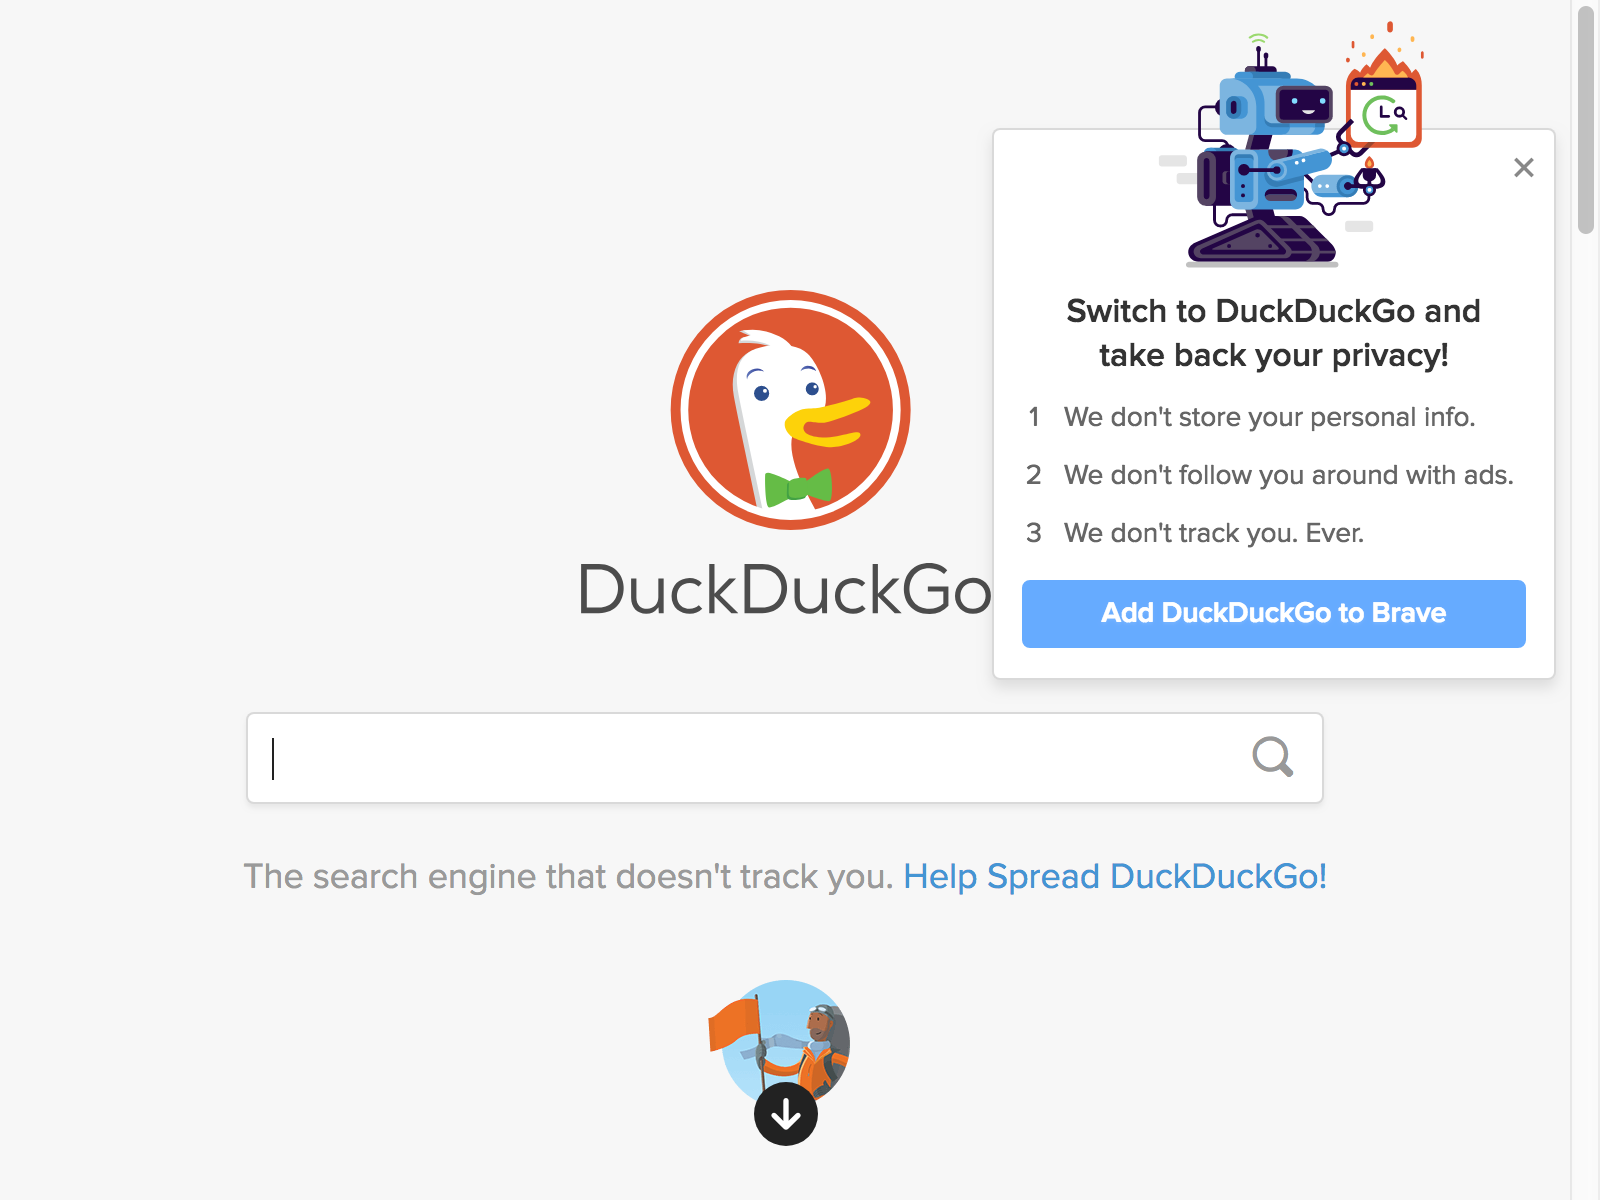 Switch to DuckDuckGo and
take back your privacy!
1 We don't store your personal info.
2 We don't follow you around with ads.
3 We don't track you. Ever.
Add DuckDuckGo to Brave
DuckDuckGo
The search engine that doesn't track you. Help Spread DuckDuckGo!